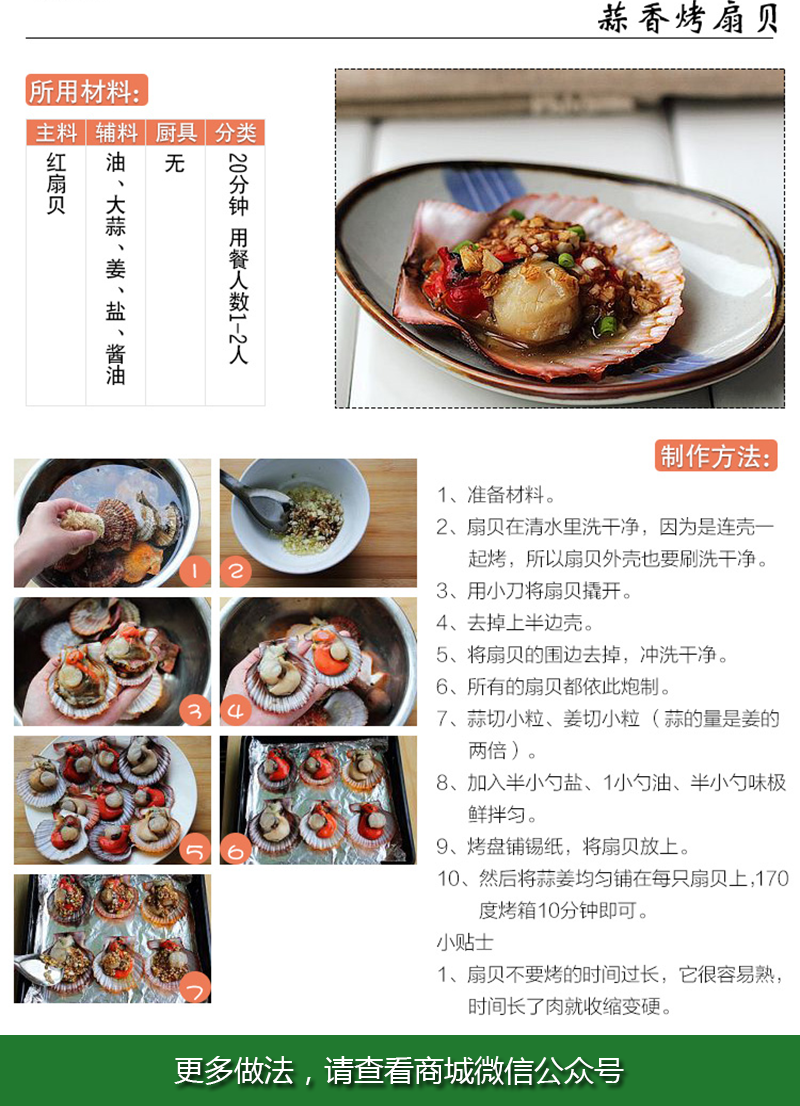 蒜香烤扇贝
所用材料:
主料 辅料 厨具 分类
红扇贝
油、大蒜、姜、盐、酱油
无
20分钟 用餐人数1-2人
制作方法:
1、准备材料。
2、扇贝在清水里洗干净，因为是连壳一
起烤，所以扇贝外壳也要刷洗干净。
3、用小刀将扇贝撬开。
4、去掉上半边壳。
5、将扇贝的围边去掉，冲洗干净。
6、所有的扇贝都依此炮制。
7、蒜切小粒、姜切小粒（蒜的量是姜的
两倍）。
8、加入半小勺盐、1小勺油、半小勺味极
鲜拌匀。
9、烤盘铺锡纸，将扇贝放上。
10、然后将蒜姜均匀铺在每只扇贝上,170
度烤箱10分钟即可。
小贴士
1、扇贝不要烤的时间过长，它很容易熟，
时间长了肉就收缩变硬。
1
2
3
4
5
6
7
更多做法，请查看商城微信公众号